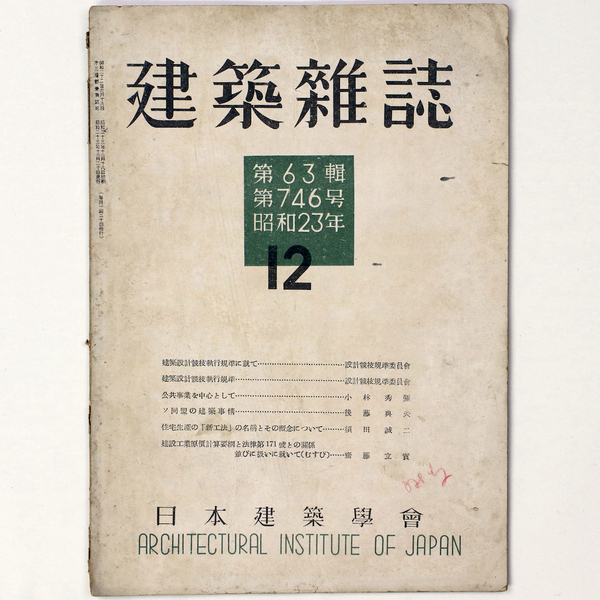 建築雜誌
第63輯
第746号
昭和23年
12
建築設計競技執行規準に就て…設計競技規準委員會
建築設計競技執行規準…設計競技規準委員會
公共事業を中心として…小林秀彌
ソ同盟の建築事情…後藤典夫
住宅生産の「新工法」の名稱とその概念について…須田誠二
建設工業原價計算要綱と法律第171號との關係
並びに扱いに就いて(むすび)…齋藤立實
日本建築學會
ARCHITECTURAL INSTITUTE OF JAPAN